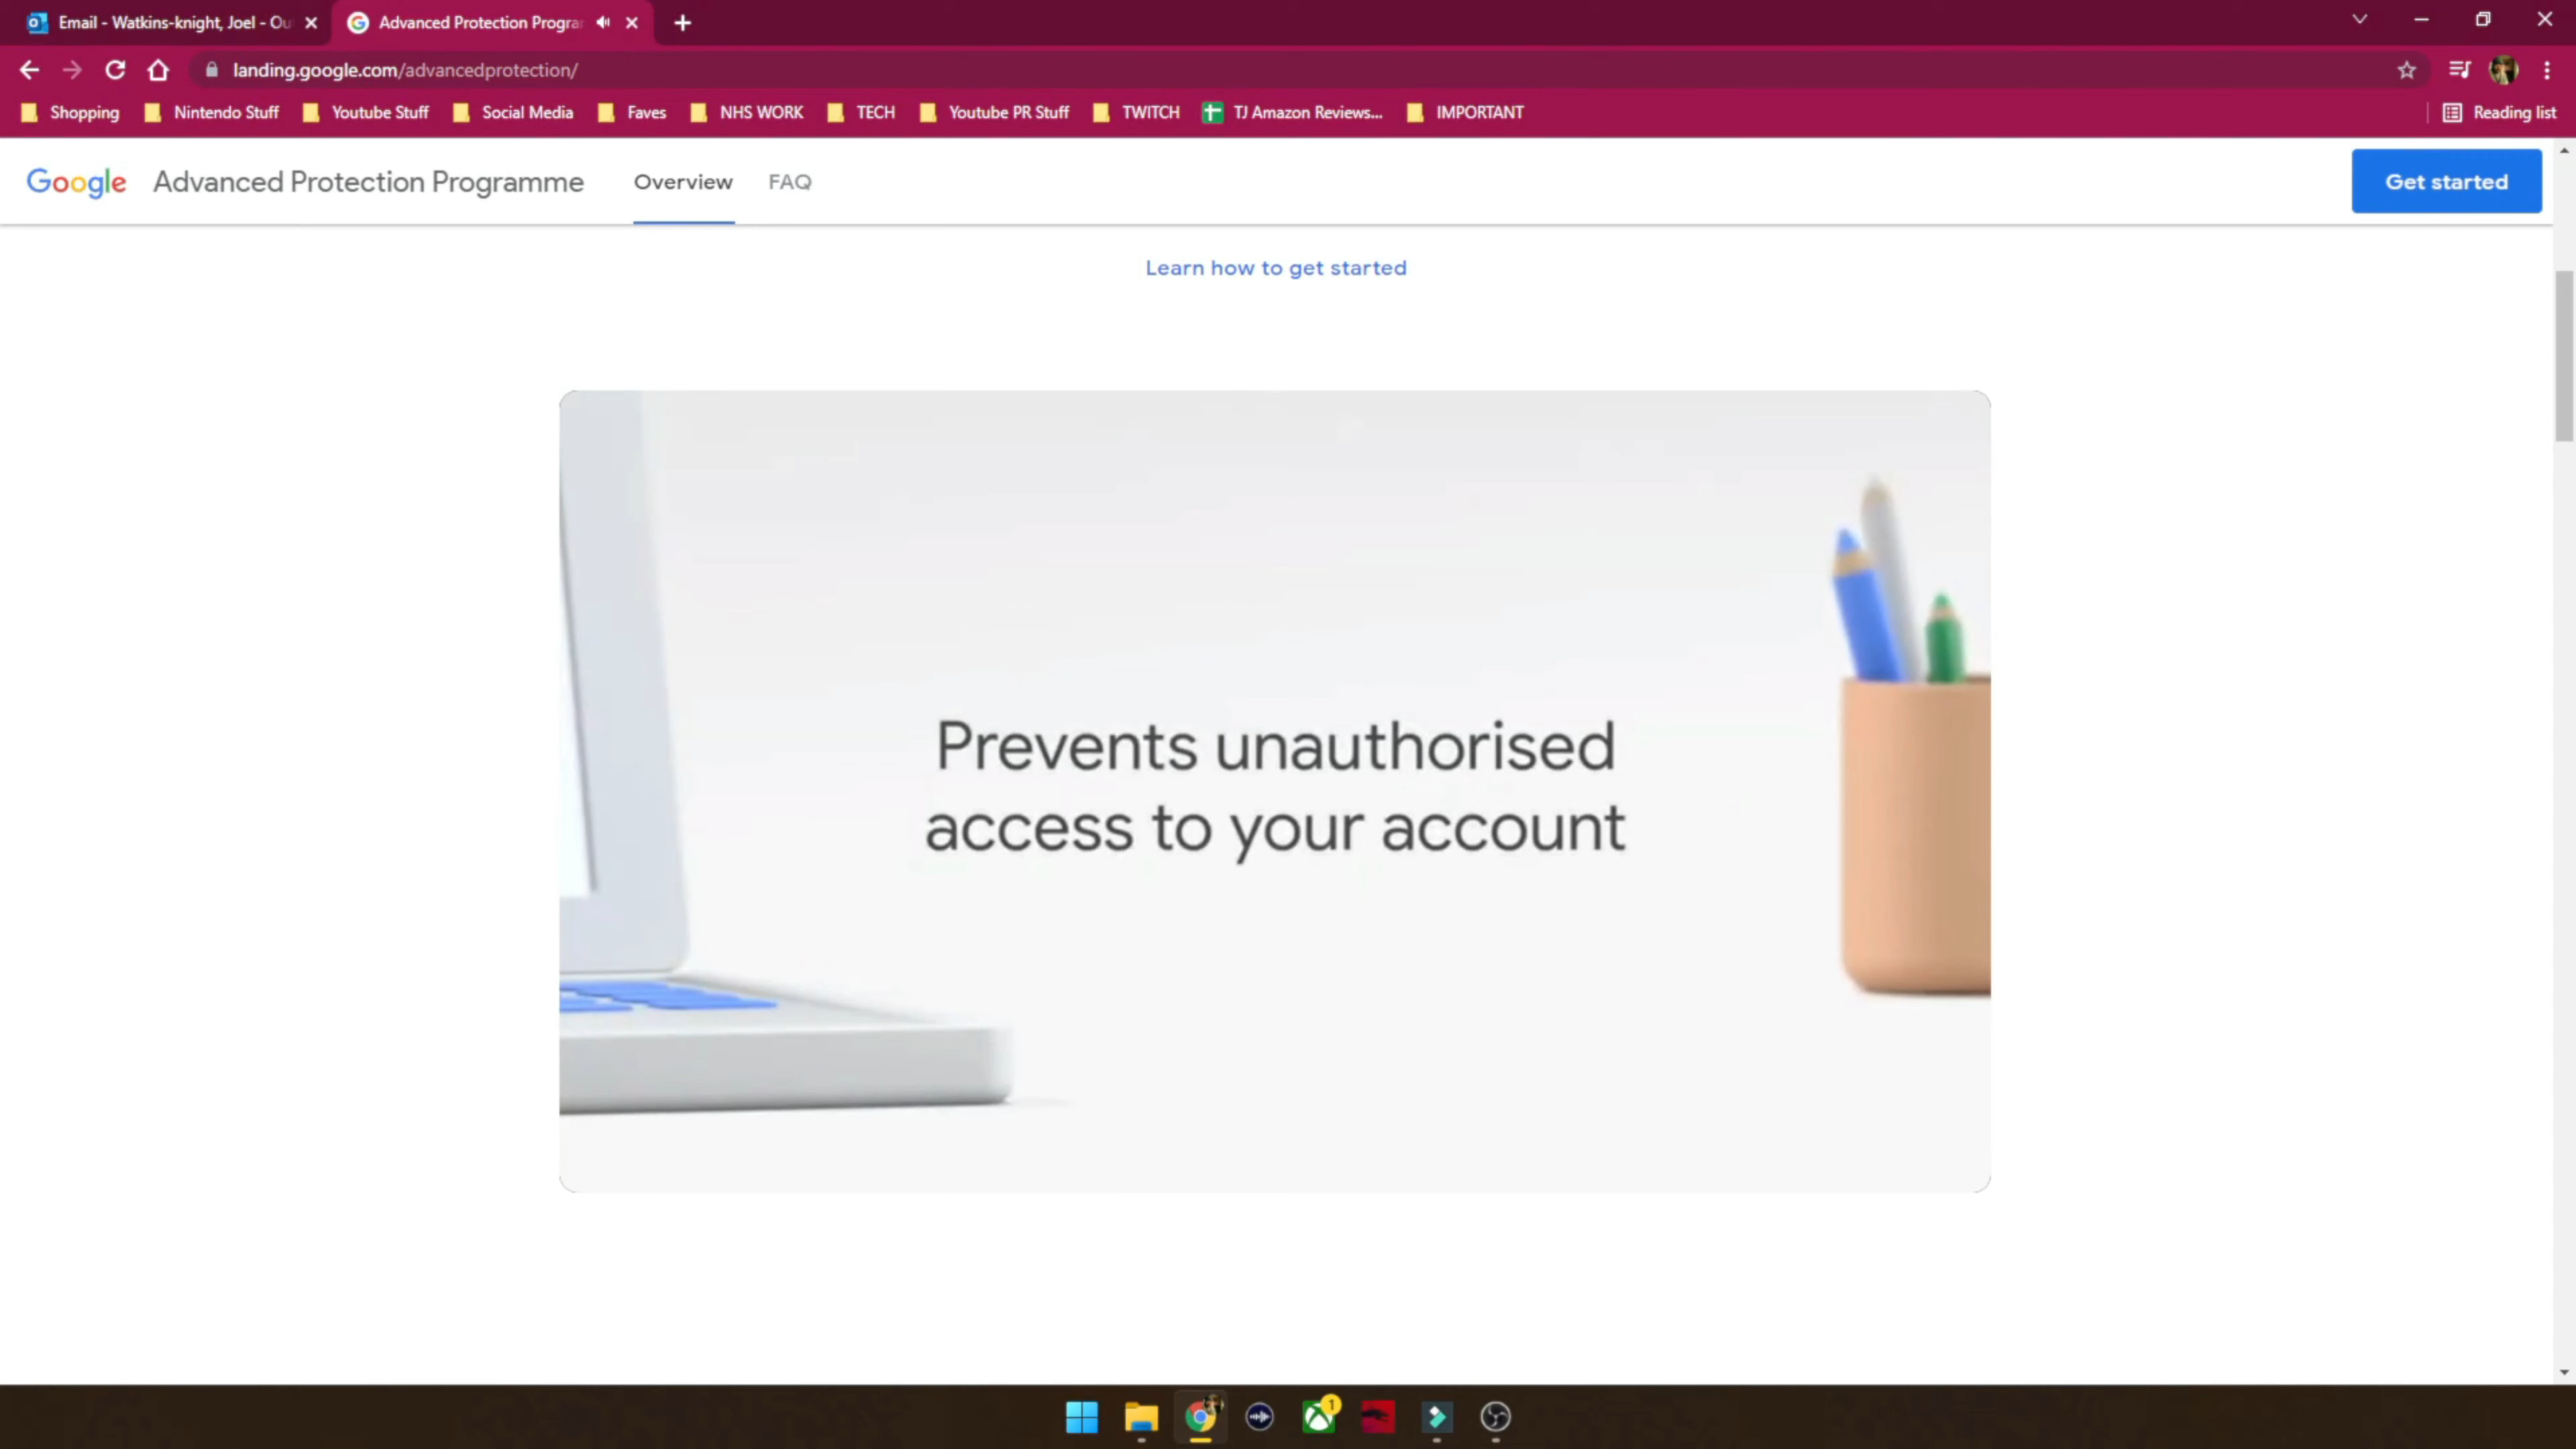 Email - Watkins-knight, Joel - Ou
Advanced Protection Progra
landing.google.com/advancedprotection/
Shopping Nintendo Stuff Youtube Stuff Social Media Faves NHS WORK TECH Youtube PR Stuff TWITCH TJ Amazon Reviews... IMPORTANT Reading list
Google Advanced Protection Programme Overview FAQ Get started
Learn how to get started
Prevents unauthorised
access to your account
1